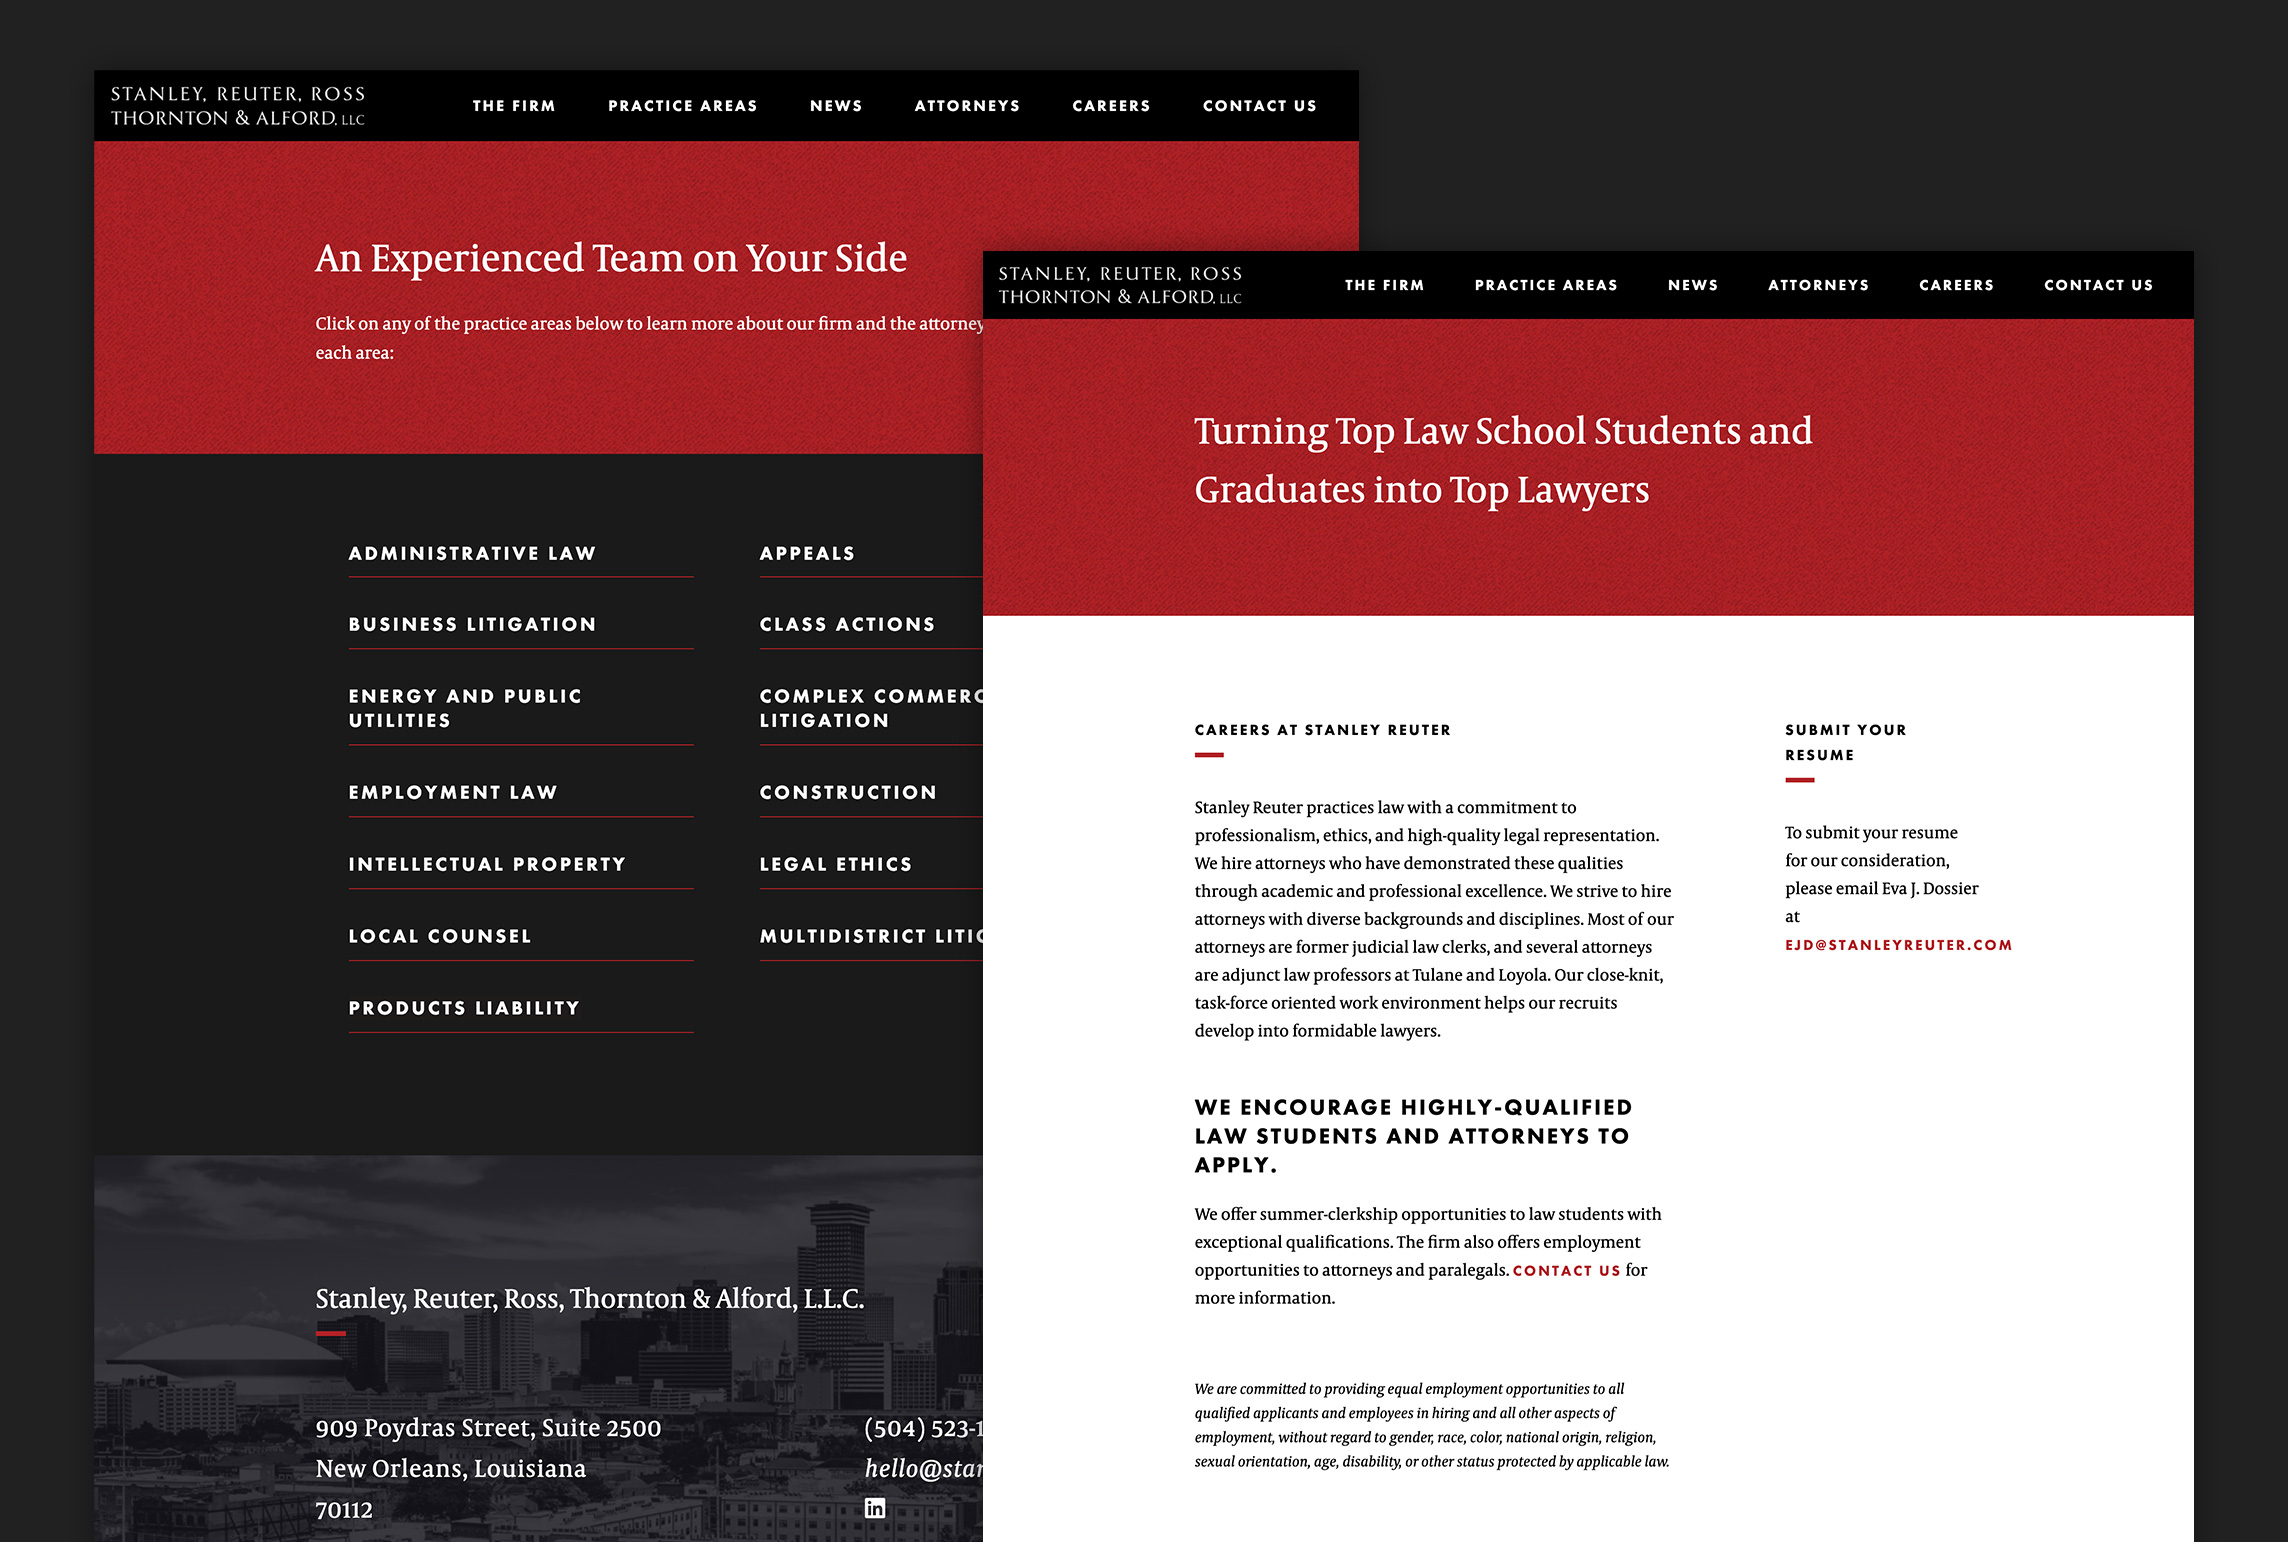 STANLEY, REUTER, ROSS
THORNTON & ALFORD, LLC
THE FIRM
PRACTICE AREAS
NEWS
ATTORNEYS
CAREERS
CONTACT US
An Experienced Team on Your Side
Click on any of the practice areas below to learn more about our firm and the attorney
each area:
ADMINISTRATIVE LAW
BUSINESS LITIGATION
ENERGY AND PUBLIC
UTILITIES
EMPLOYMENT LAW
INTELLECTUAL PROPERTY
LOCAL COUNSEL
PRODUCTS LIABILITY
APPEALS
CLASS ACTIONS
COMPLEX
LITIGATION
CONSTRUCTION
LEGAL ETHICS
MULTIDISTRICT
Stanley, Reuter, Ross, Thornton & Alford, L.L.C.
909 Poydras Street, Suite 2500
New Orleans, Louisiana
70112
(504) 523-1
hello@star
in
STANLEY, REUTER, ROSS
THORNTON & ALFORD, LLC
THE FIRM
PRACTICE AREAS
NEWS
ATTORNEYS
CAREERS
CONTACT US
Turning Top Law School Students and
Graduates into Top Lawyers
CAREERS AT STANLEY REUTER
Stanley Reuter practices law with a commitment to
professionalism, ethics, and high-quality legal representation.
We hire attorneys who have demonstrated these qualities
through academic and professional excellence. We strive to hire
attorneys with diverse backgrounds and disciplines. Most of our
attorneys are former judicial law clerks, and several attorneys
are adjunct law professors at Tulane and Loyola. Our close-knit,
task-force oriented work environment helps our recruits
develop into formidable lawyers.
WE ENCOURAGE HIGHLY-QUALIFIED
LAW STUDENTS AND ATTORNEYS TO
APPLY.
We offer summer-clerkship opportunities to law students with
exceptional qualifications. The firm also offers employment
opportunities to attorneys and paralegals. CONTACT US for
more information.
We are committed to providing equal employment opportunities to all
qualified applicants and employees in hiring and all other aspects of
employment, without regard to gender, race, color, national origin, religion,
sexual orientation, age, disability, or other status protected by applicable law.
SUBMIT YOUR
RESUME
To submit your resume
for our consideration,
please email Eva J. Dossier
at
EJD@STANLEYREUTER.COM